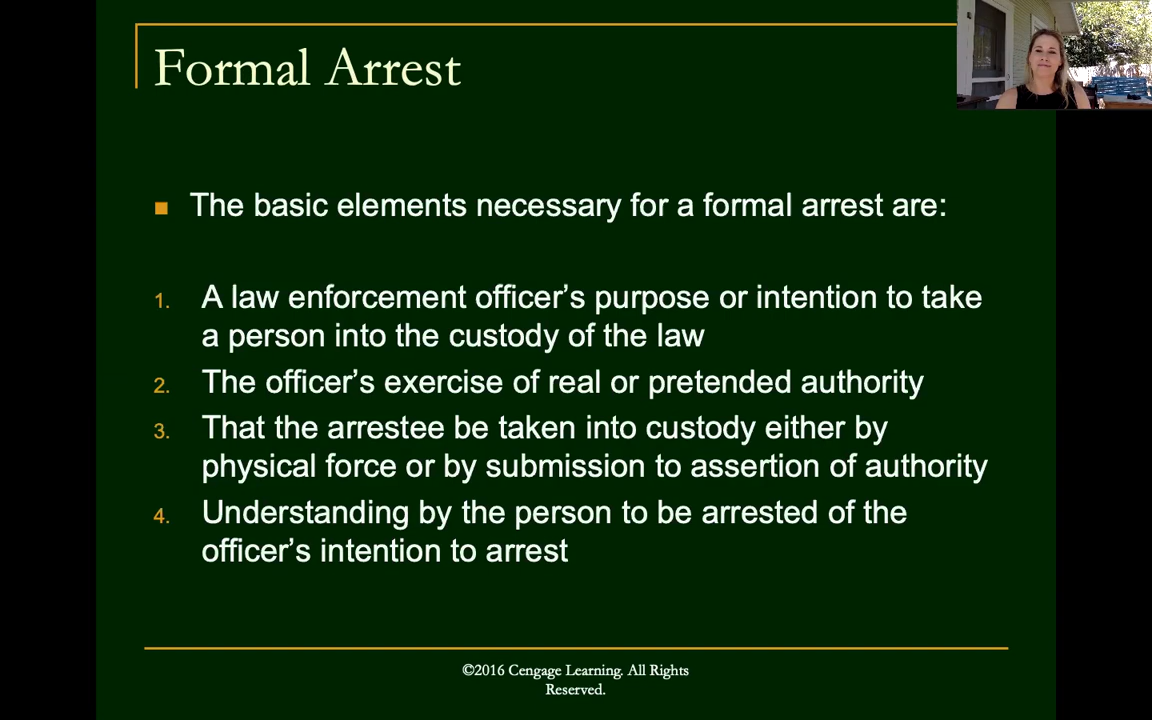 Formal Arrest
The basic elements necessary for a formal arrest are:
1. A law enforcement officer’s purpose or intention to take
a person into the custody of the law
2. The officer’s exercise of real or pretended authority
3. That the arrestee be taken into custody either by
physical force or by submission to assertion of authority
4. Understanding by the person to be arrested of the
officer’s intention to arrest
©2016 Cengage Learning. All Rights
Reserved.